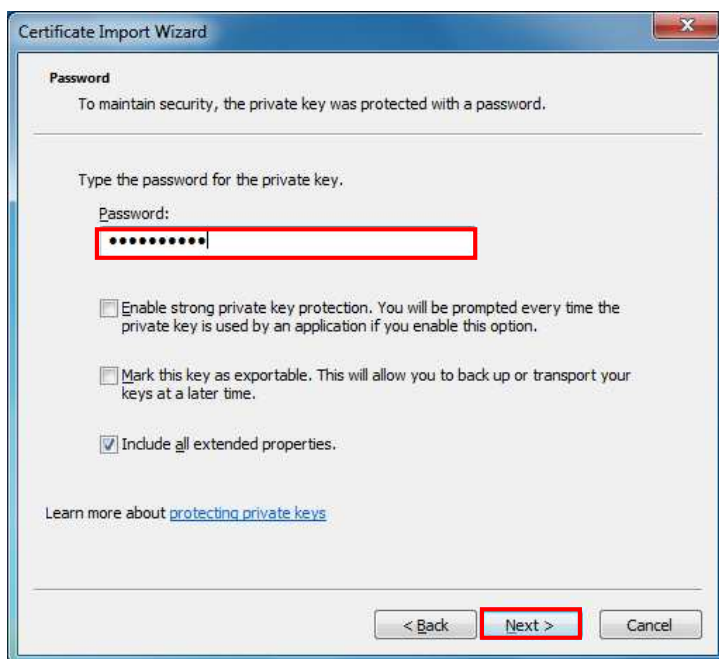 Certificate Import Wizard
Password
To maintain security, the private key was protected with a password.
Type the password for the private key.
Password:
••••••••••
Enable strong private key protection. You will be prompted every time the
private key is used by an application if you enable this option.
Mark this key as exportable. This will allow you to back up or transport your
keys at a later time.
Include all extended properties.
Learn more about protecting private keys
< Back Next > Cancel